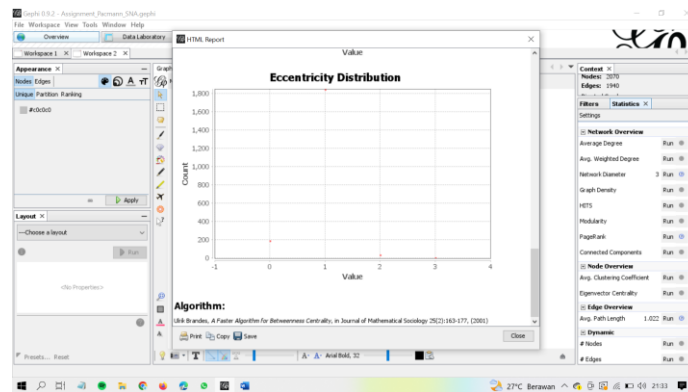 Gephi 0.9.2 - Assignment_Pacmann_SNA.gephi
File Workspace View Tools Window Help
Overview
Data Laboratory
Workspace 1 ×
Workspace 2 ×
Appearance ×
Nodes Edges
Unique Partition Ranking
#c0c0c0
Apply
Layout ×
---Choose a layout
Run
<No Properties>
Presets... Reset
HTML Report
Value
Eccentricity Distribution
Count
1,800
1,600
1,400
1,200
1,000
800
600
400
200
0
-1 0 1 2 3 4
Value
Algorithm:
Ulrik Brandes, A Faster Algorithm for Betweenness Centrality, in Journal of Mathematical Sociology 25(2):163-177, (2001)
Print Copy Save
Close
Arial Bold, 32
Context ×
Nodes: 2070
Edges: 1940
Filters Statistics ×
Settings
Network Overview
Average Degree Run
Avg. Weighted Degree Run
Network Diameter 3 Run
Graph Density Run
HITS Run
Modularity Run
PageRank Run
Connected Components Run
Node Overview
Avg. Clustering Coefficient Run
Eigenvector Centrality Run
Edge Overview
Avg. Path Length 1.022 Run
Dynamic
# Nodes Run
# Edges Run
27°C Berawan
21:33